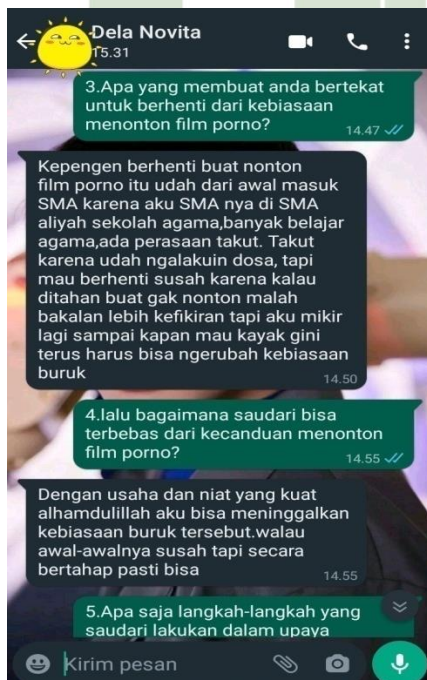 Dela Novita
15.31
3.Apa yang membuat anda bertekat
untuk berhenti dari kebiasaan
menonton film porno?
14.47
Kepengen berhenti buat nonton
film porno itu udah dari awal masuk
SMA karena aku SMA nya di SMA
aliyah sekolah agama,banyak belajar
agama,ada perasaan takut. Takut
karena udah ngalakuin dosa, tapi
mau berhenti susah karena kalau
ditahan buat gak nonton malah
bakalan lebih kefikiran tapi aku mikir
lagi sampai kapan mau kayak gini
terus harus bisa ngerubah kebiasaan
buruk
14.50
4.lalu bagaimana saudari bisa
terbebas dari kecanduan menonton
film porno?
14.55
Dengan usaha dan niat yang kuat
alhamdulillah aku bisa meninggalkan
kebiasaan buruk tersebut.walau
awal-awalnya susah tapi secara
bertahap pasti bisa
14.55
5.Apa saja langkah-langkah yang
saudari lakukan dalam upaya
Kirim pesan